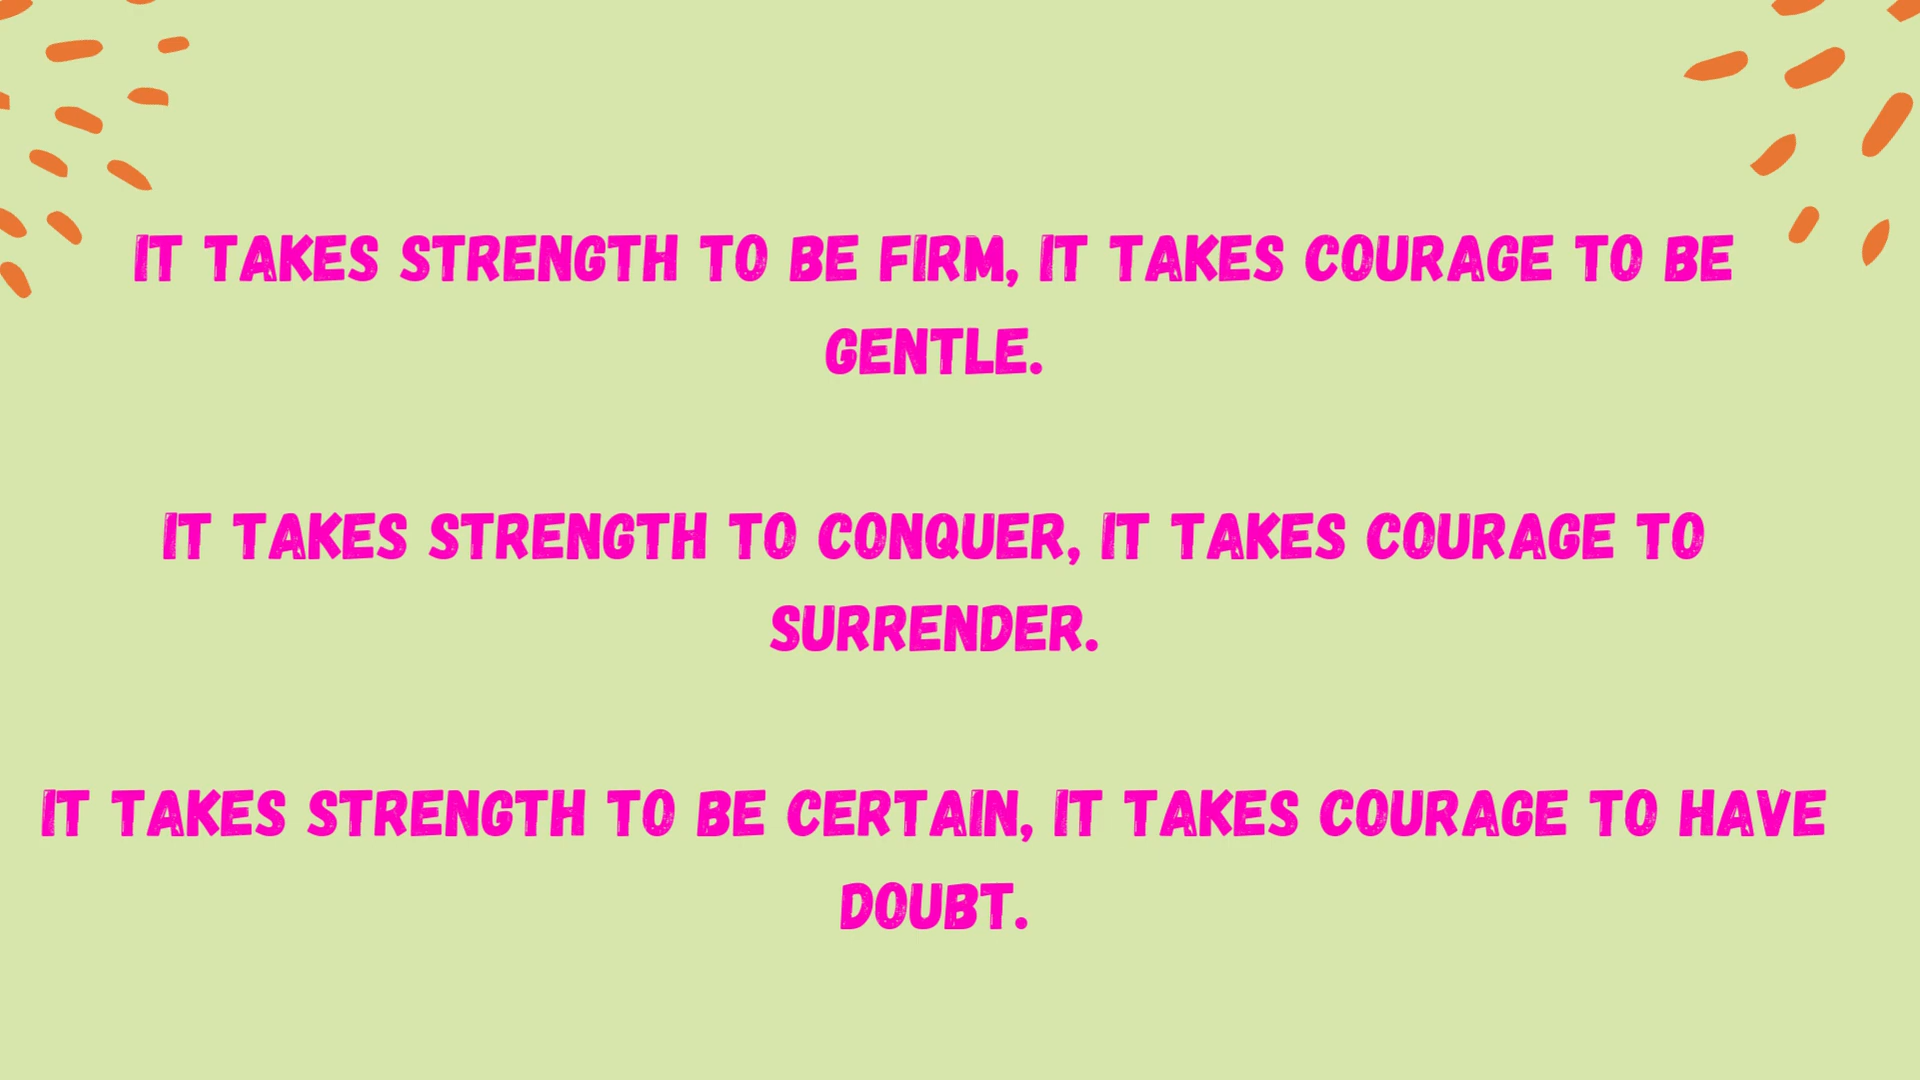 IT TAKES STRENGTH TO BE FIRM, IT TAKES COURAGE TO BE
GENTLE.
IT TAKES STRENGTH TO CONQUER, IT TAKES COURAGE TO
SURRENDER.
IT TAKES STRENGTH TO BE CERTAIN, IT TAKES COURAGE TO HAVE
DOUBT.